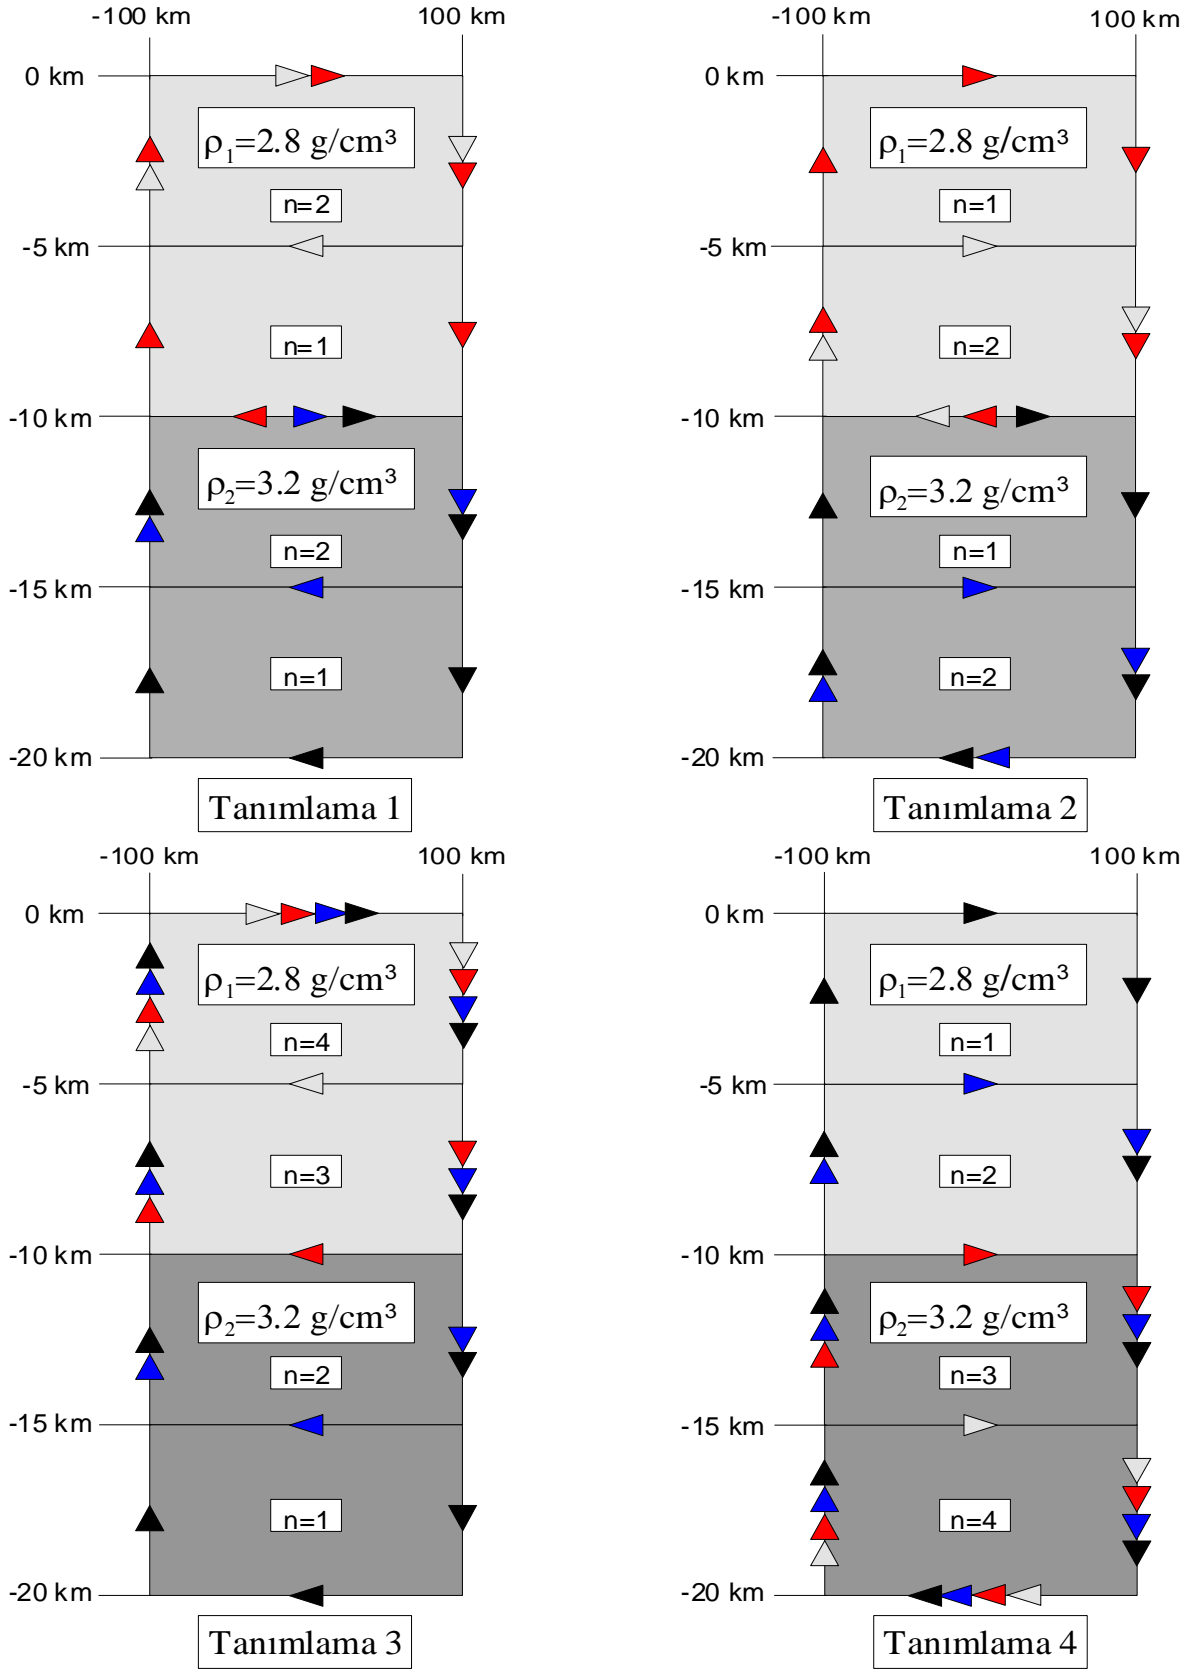 -100 km 100 km
0 km
ρ₁=2.8 g/cm³
n=2
-5 km
n=1
-10 km
ρ₂=3.2 g/cm³
n=2
-15 km
n=1
-20 km
Tanımlama 1
-100 km 100 km
0 km
ρ₁=2.8 g/cm³
n=1
-5 km
n=2
-10 km
ρ₂=3.2 g/cm³
n=1
-15 km
n=2
-20 km
Tanımlama 2
-100 km 100 km
0 km
ρ₁=2.8 g/cm³
n=4
-5 km
n=3
-10 km
ρ₂=3.2 g/cm³
n=2
-15 km
n=1
-20 km
Tanımlama 3
-100 km 100 km
0 km
ρ₁=2.8 g/cm³
n=1
-5 km
n=2
-10 km
ρ₂=3.2 g/cm³
n=3
-15 km
n=4
-20 km
Tanımlama 4